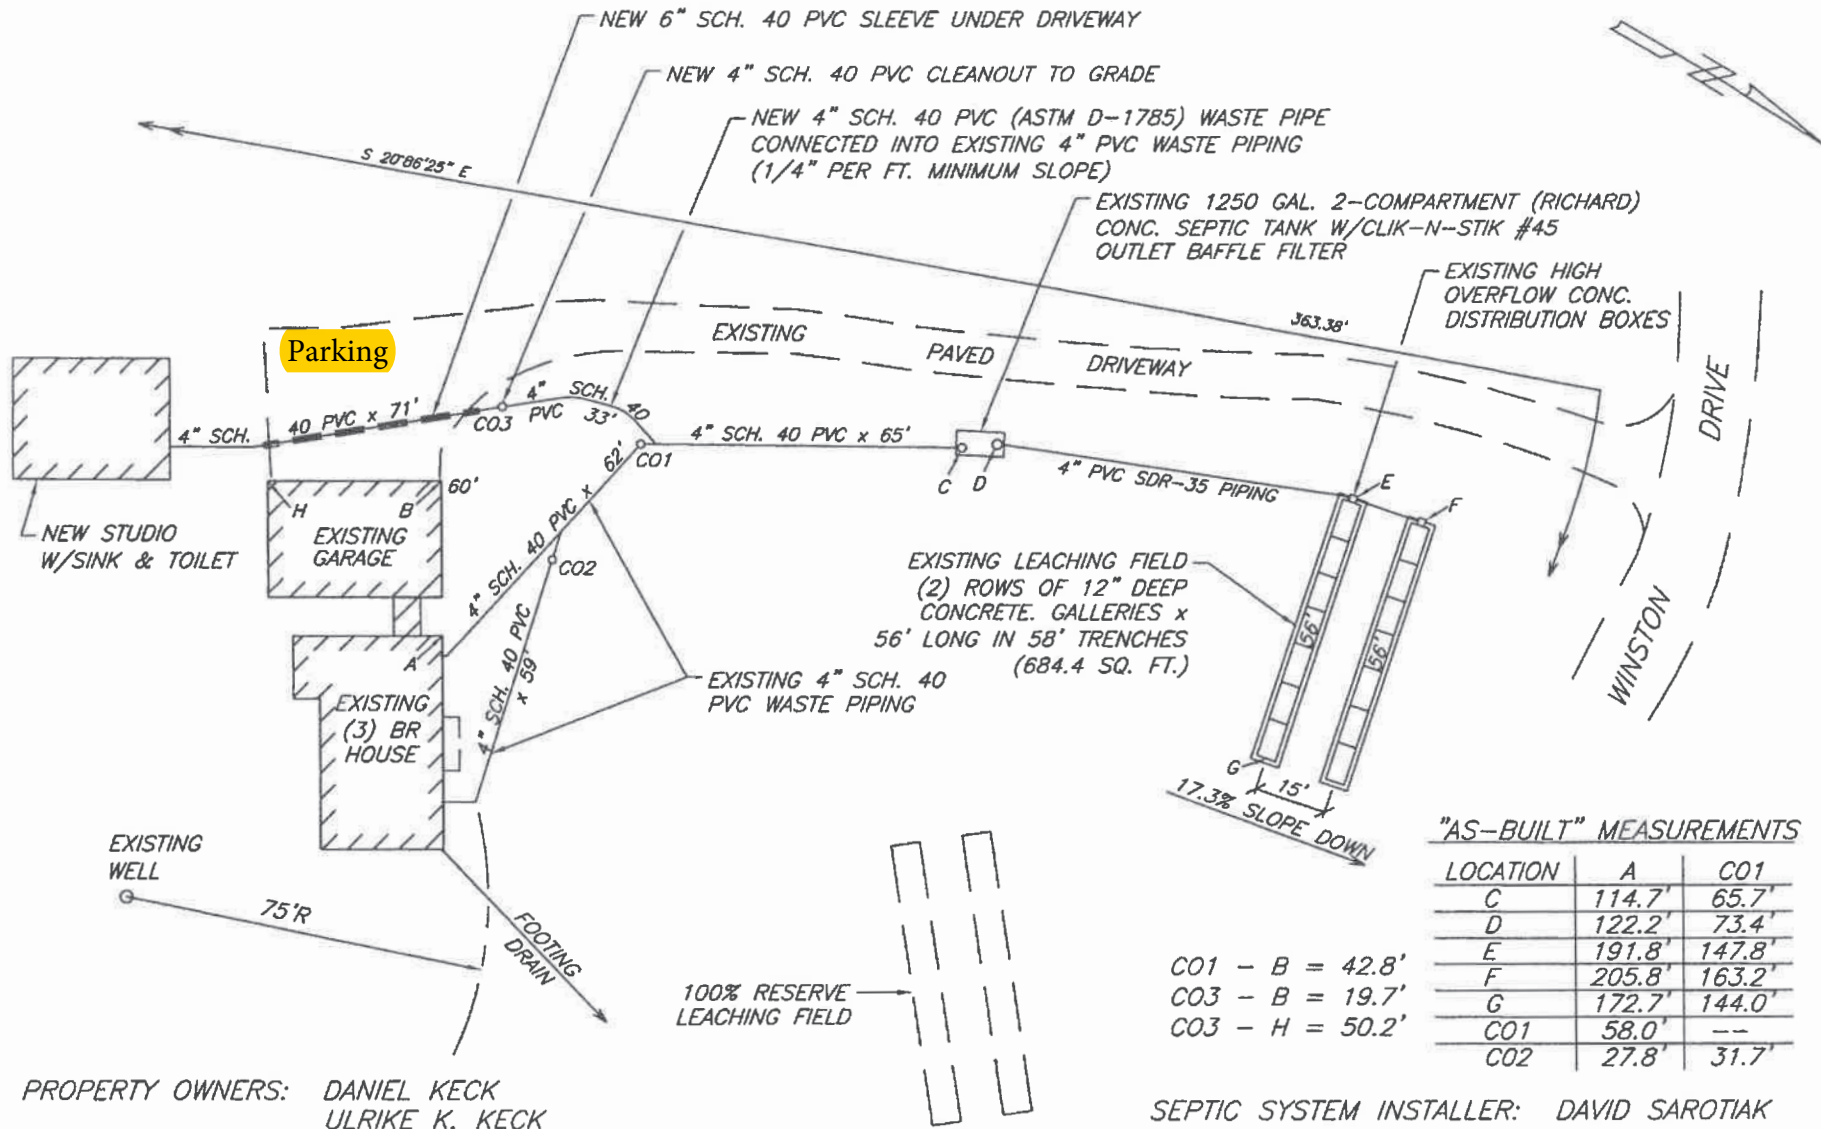 NEW 6" SCH. 40 PVC SLEEVE UNDER DRIVEWAY
NEW 4" SCH. 40 PVC CLEANOUT TO GRADE
NEW 4" SCH. 40 PVC (ASTM D-1785) WASTE PIPE
CONNECTED INTO EXISTING 4" PVC WASTE PIPING
(1/4" PER FT. MINIMUM SLOPE)
S 20°86'25" E
EXISTING 1250 GAL. 2-COMPARTMENT (RICHARD)
CONC. SEPTIC TANK W/CLIK-N-STIK #45
OUTLET BAFFLE FILTER
EXISTING HIGH
OVERFLOW CONC.
DISTRIBUTION BOXES
363.38'
Parking
EXISTING
PAVED
DRIVEWAY
WINSTON
DRIVE
4" SCH.
40 PVC x 71'
CO3
4" SCH. 40
PVC 33'
CO1
4" SCH. 40 PVC x 65'
C
D
4" PVC SDR-35 PIPING
E
F
NEW STUDIO
W/SINK & TOILET
H
B
60'
EXISTING
GARAGE
4" SCH. 40 PVC x 62'
CO2
4" SCH. 40 PVC
x 59'
A
EXISTING
(3) BR
HOUSE
EXISTING 4" SCH. 40
PVC WASTE PIPING
EXISTING LEACHING FIELD
(2) ROWS OF 12" DEEP
CONCRETE. GALLERIES x
56' LONG IN 58' TRENCHES
(684.4 SQ. FT.)
56'
56'
G
15'
17.3% SLOPE DOWN
EXISTING
WELL
75'R
FOOTING
DRAIN
100% RESERVE
LEACHING FIELD
CO1 - B = 42.8'
CO3 - B = 19.7'
CO3 - H = 50.2'
"AS-BUILT" MEASUREMENTS
LOCATION A CO1
C 114.7' 65.7'
D 122.2' 73.4'
E 191.8' 147.8'
F 205.8' 163.2'
G 172.7' 144.0'
CO1 58.0' --
CO2 27.8' 31.7'
PROPERTY OWNERS: DANIEL KECK
ULRIKE K. KECK
SEPTIC SYSTEM INSTALLER: DAVID SAROTIAK